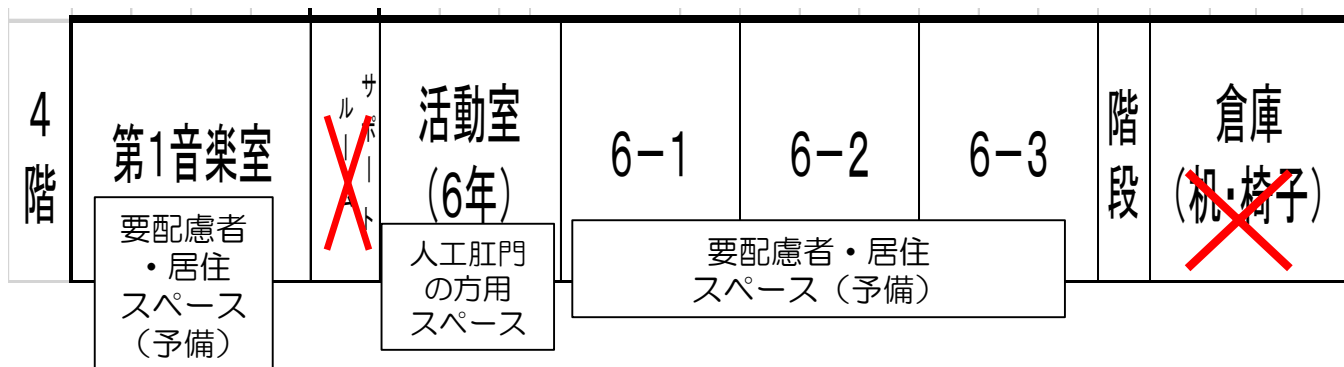 4
階
第1音楽室
サポート
ルーム
活動室
(6年)
6-1
6-2
6-3
階
段
倉庫
(机・椅子)
要配慮者
・居住
スペース
(予備)
人工肛門
の方用
スペース
要配慮者・居住
スペース(予備)